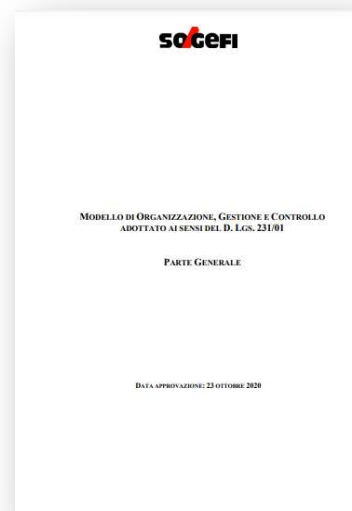 SOGEFI
MODELLO DI ORGANIZZAZIONE, GESTIONE E CONTROLLO
ADOTTATO AI SENSI DEL D. LGS. 231/01
PARTE GENERALE
DATA APPROVAZIONE: 23 OTTOBRE 2020